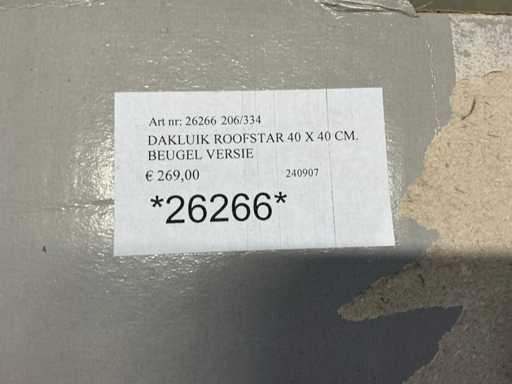 Art nr: 26266 206/334
DAKLUIK ROOFSTAR 40 X 40 CM.
BEUGEL VERSIE
€ 269,00 240907
*26266*